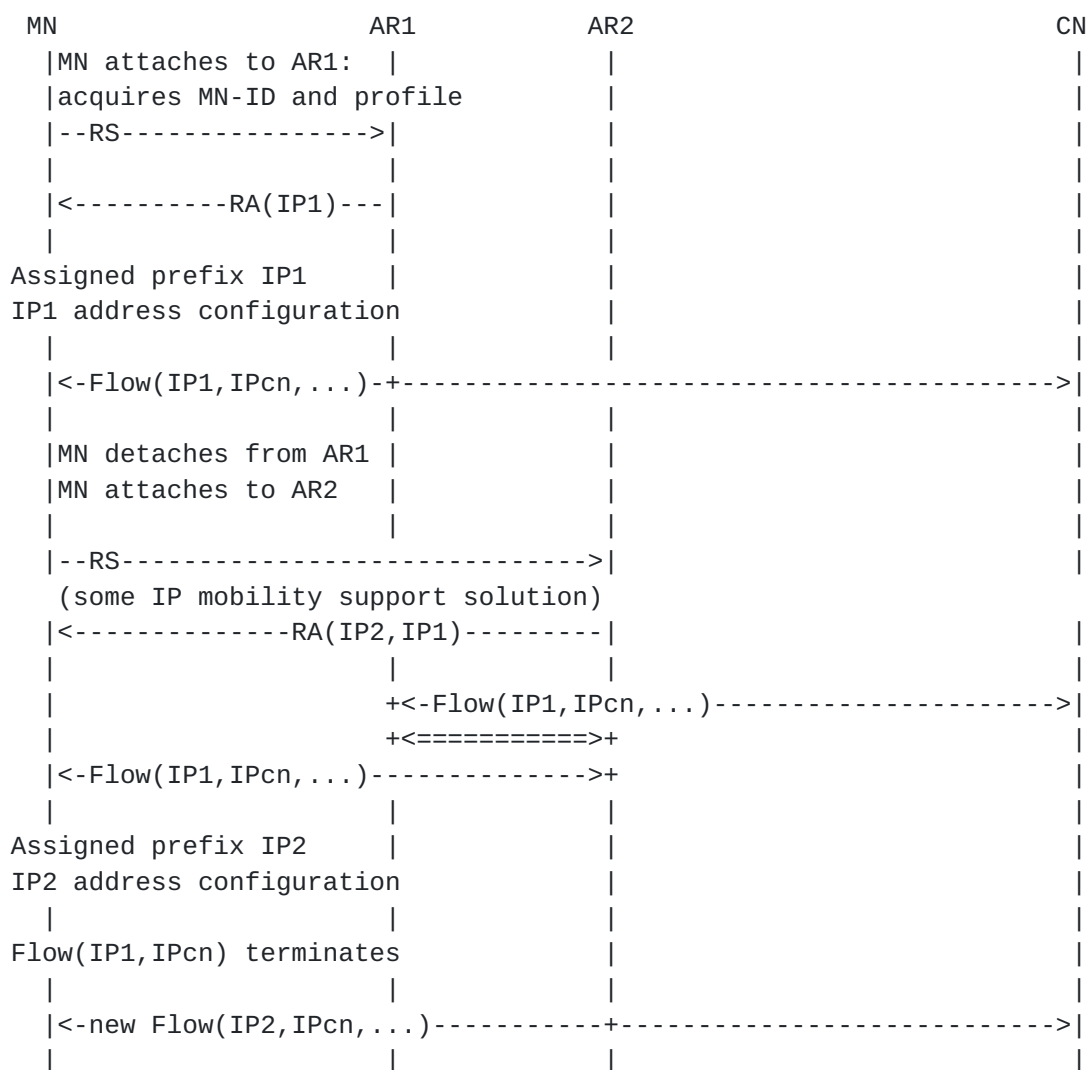 MN AR1 AR2 CN
|MN attaches to AR1: | | |
|acquires MN-ID and profile | |
|--RS---------------->| | |
| | | |
|<----------RA(IP1)---| | |
| | | |
Assigned prefix IP1 | | |
IP1 address configuration | |
| | | |
|<-Flow(IP1,IPcn,...)-+------------------------------------------>|
| | | |
|MN detaches from AR1 | | |
|MN attaches to AR2 | | |
| | | |
|--RS------------------------------>| |
(some IP mobility support solution)
|<--------------RA(IP2,IP1)---------| |
| | | |
| +<-Flow(IP1,IPcn,...)---------------------->|
| +<===========>+ |
|<-Flow(IP1,IPcn,...)-------------->+ |
| | | |
Assigned prefix IP2 | | |
IP2 address configuration | |
| | | |
Flow(IP1,IPcn) terminates | |
| | | |
|<-new Flow(IP2,IPcn,...)-----------+---------------------------->|
| | | |